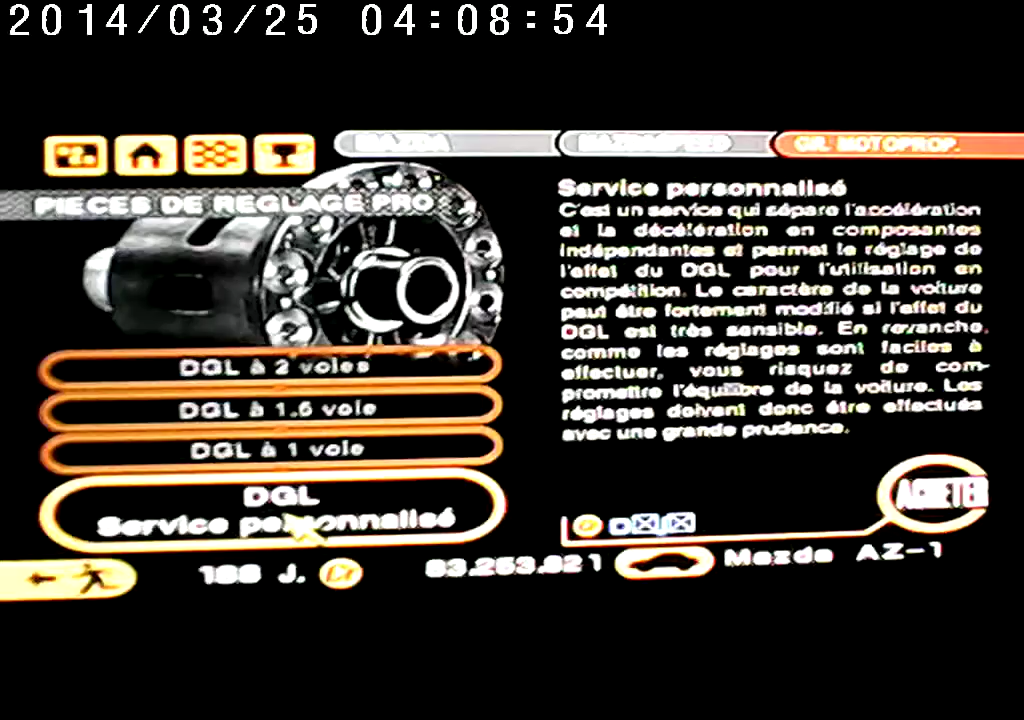 2014/03/25 04:08:54
MAZDA
MAZDASPEED
GR. MOTOPROP.
PIECES DE REGLAGE PRO
DGL à 2 voies
DGL à 1.5 voie
DGL à 1 voie
DGL
Service personnalisé
Service personnalisé
C'est un service qui sépare l'accélération
et la décélération en composantes
indépendantes et permet le réglage de
l'effet du DGL pour l'utilisation en
compétition. Le caractère de la voiture
peut être fortement modifié si l'effet du
DGL est très sensible. En revanche,
comme les réglages sont faciles à
effectuer, vous risquez de com-
promettre l'équilibre de la voiture. Les
réglages doivent donc être effectués
avec une grande prudence.
ACHETER
J.
Cr
Mazda AZ-1